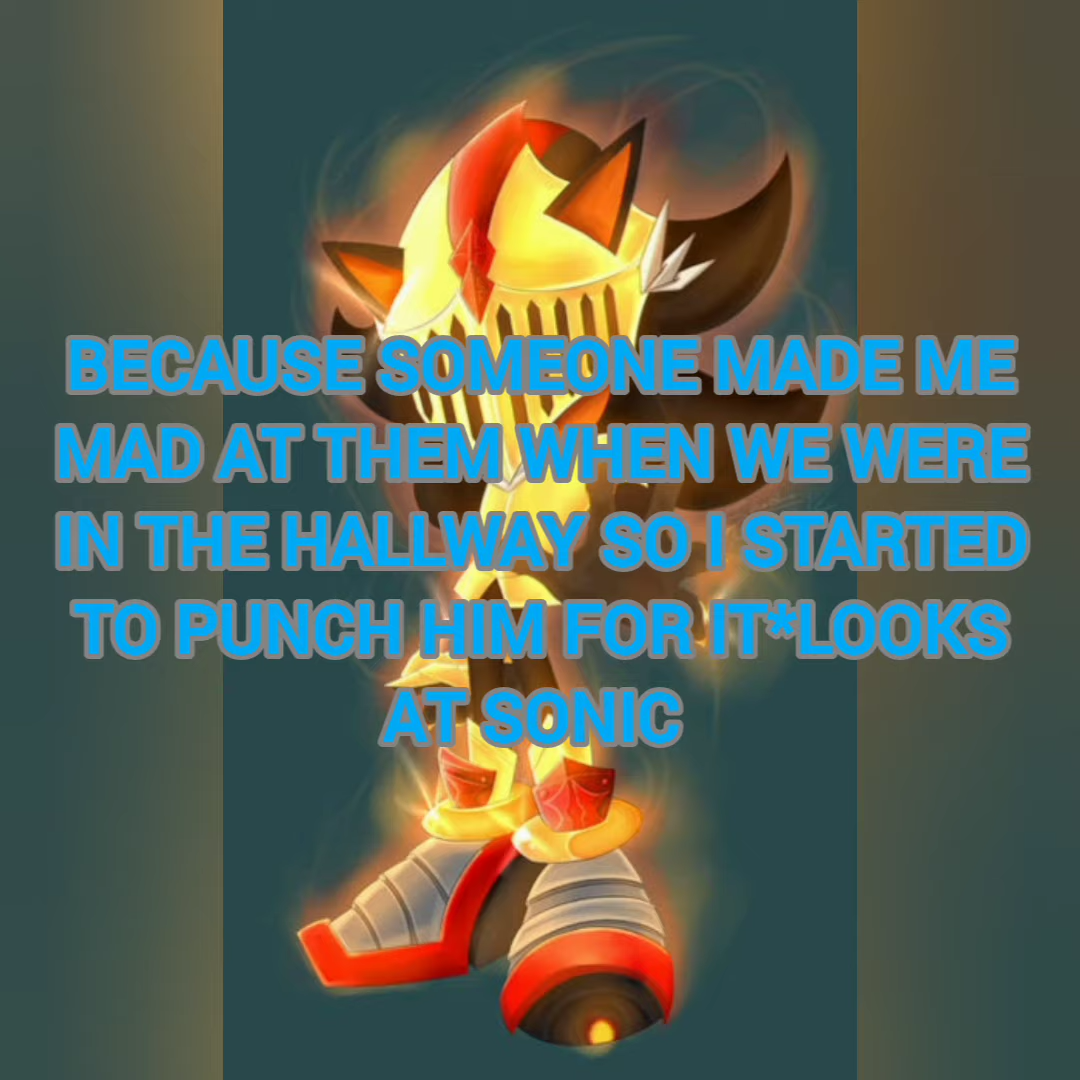 BECAUSE SOMEONE MADE ME
MAD AT THEM WHEN WE WERE
IN THE HALLWAY SO I STARTED
TO PUNCH HIM FOR IT*LOOKS
AT SONIC